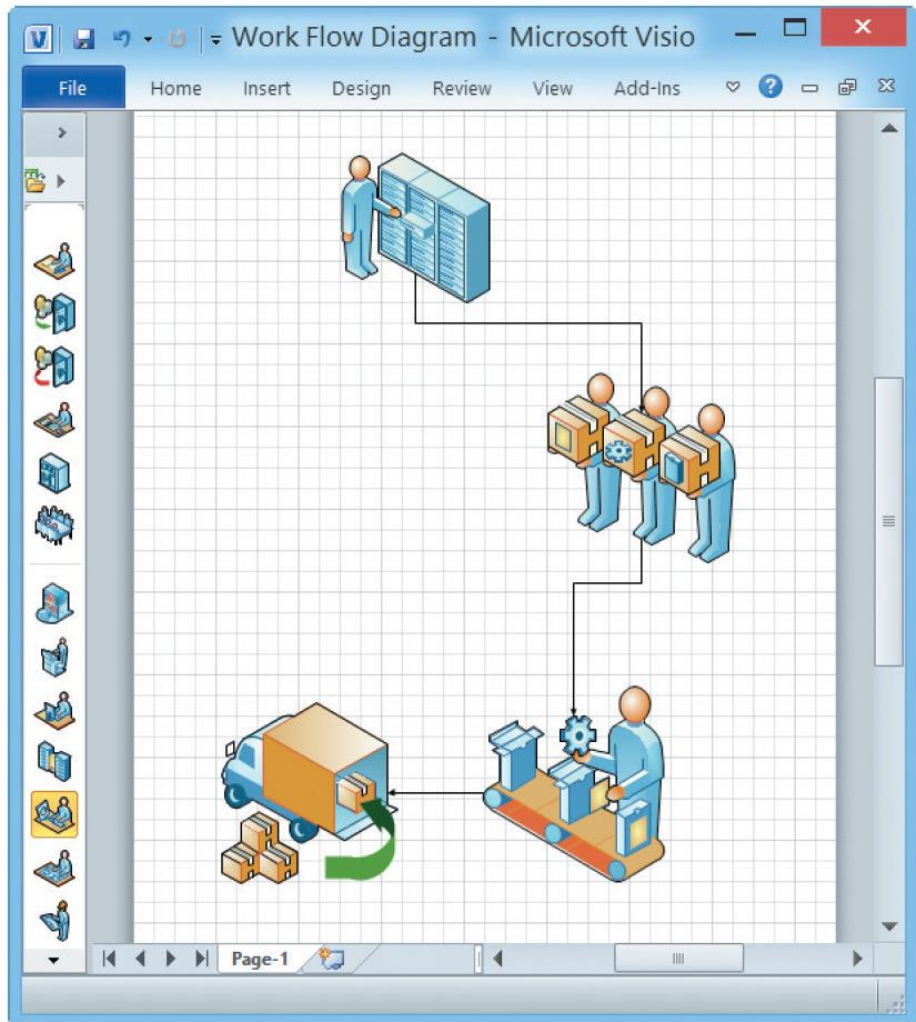 Work Flow Diagram - Microsoft Visio
File Home Insert Design Review View Add-Ins
Page-1